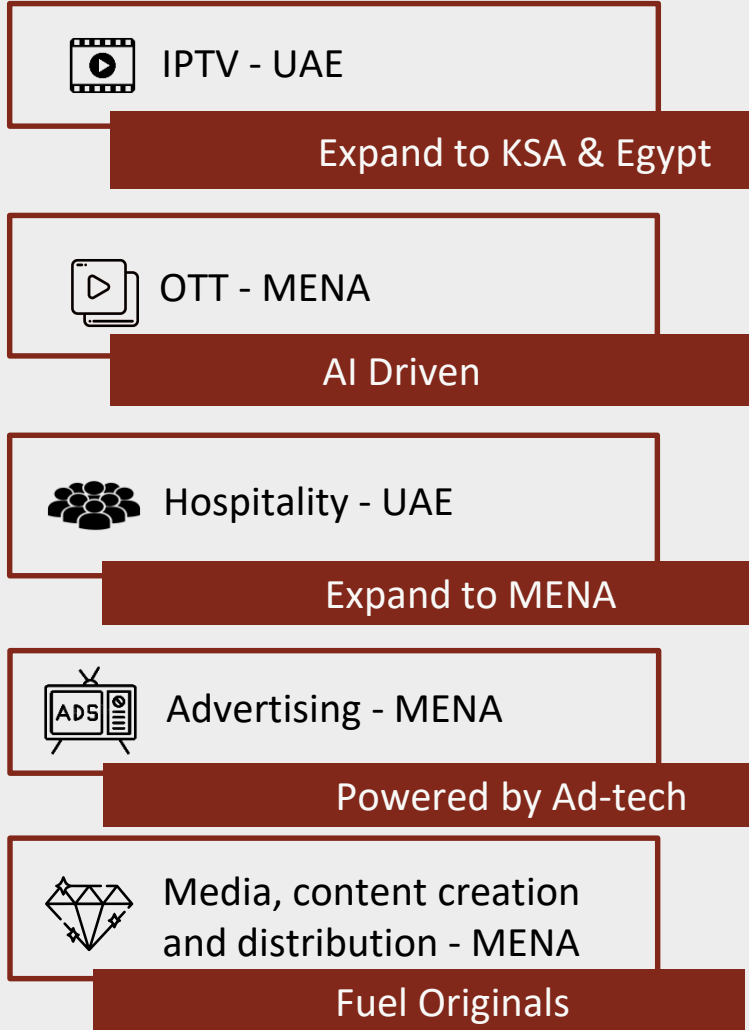 IPTV - UAE
Expand to KSA & Egypt
OTT - MENA
AI Driven
Hospitality - UAE
Expand to MENA
ADS
Advertising - MENA
Powered by Ad-tech
Media, content creation
and distribution - MENA
Fuel Originals